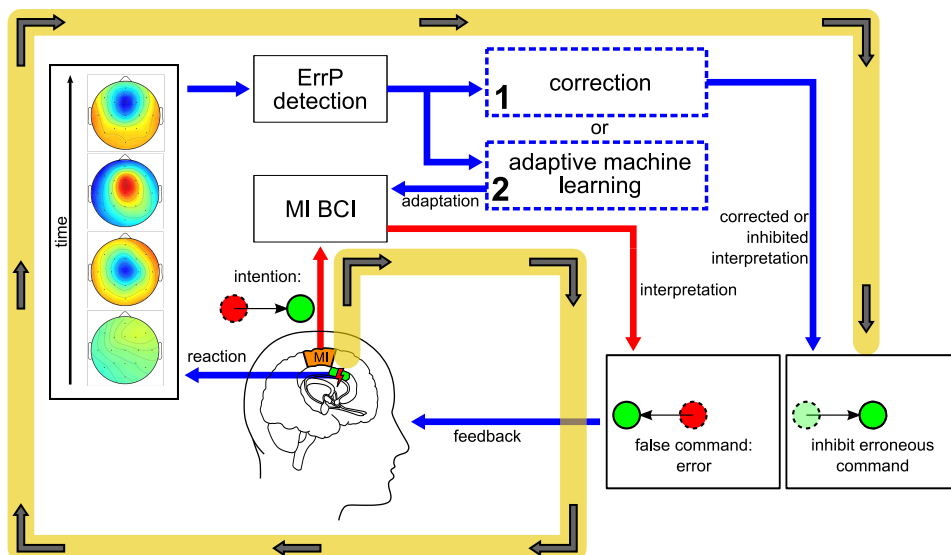 ErrP
detection
1
correction
or
2
adaptive machine
learning
adaptation
MI BCI
time
intention:
corrected or
inhibited
interpretation
interpretation
MI
reaction
feedback
false command:
error
inhibit erroneous
command